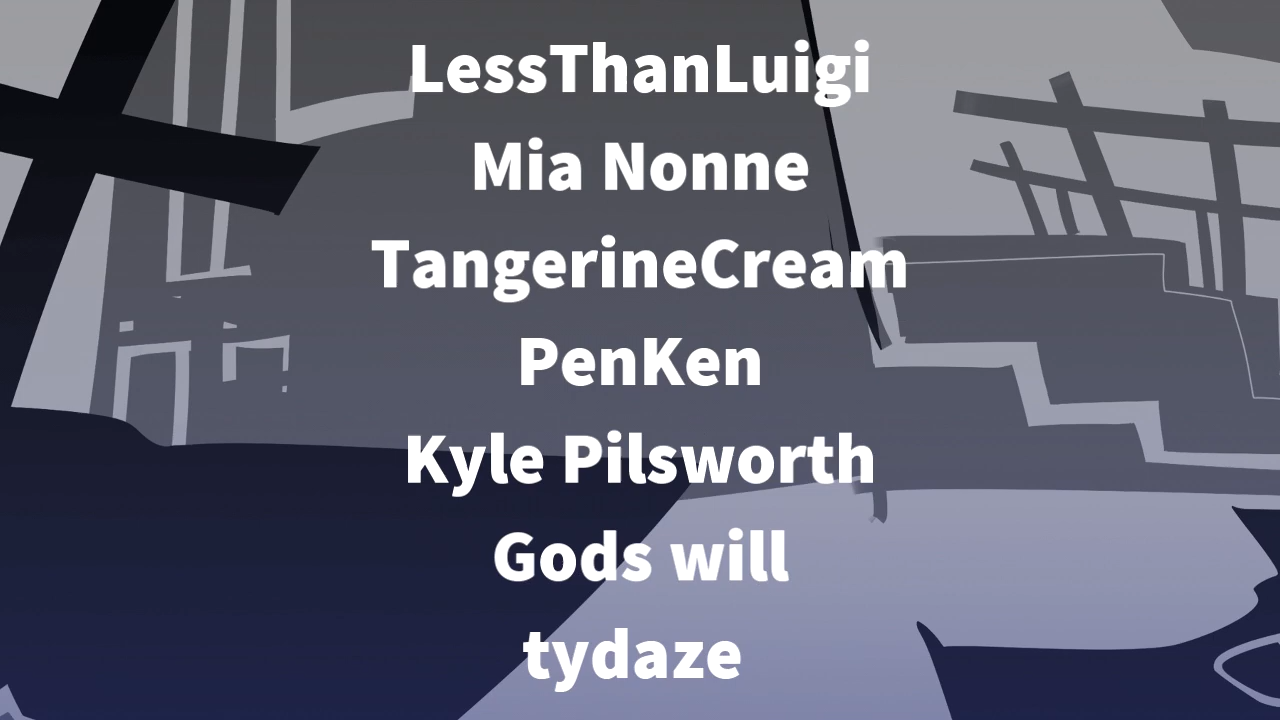 LessThanLuigi
Mia Nonne
TangerineCream
PenKen
Kyle Pilsworth
Gods will
tydaze